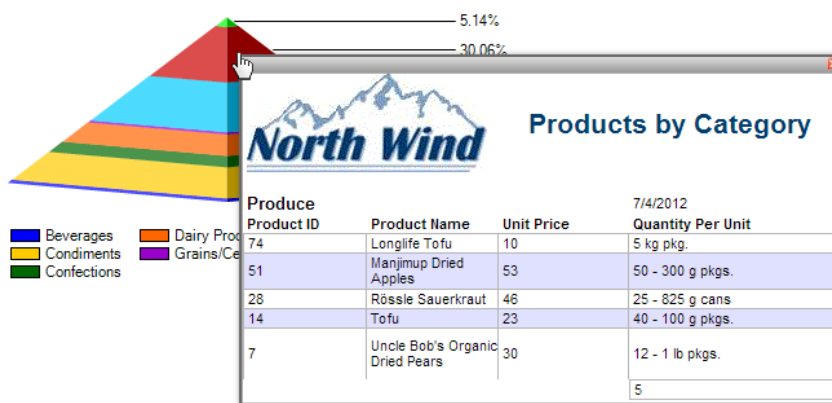 5.14%
30.06%
North Wind
Products by Category
Produce
7/4/2012
Product ID Product Name Unit Price Quantity Per Unit
74 Longlife Tofu 10 5 kg pkg.
51 Manjimup Dried Apples 53 50 - 300 g pkgs.
28 Rössle Sauerkraut 46 25 - 825 g cans
14 Tofu 23 40 - 100 g pkgs.
7 Uncle Bob's Organic Dried Pears 30 12 - 1 lb pkgs.
5
Beverages
Condiments
Confections
Dairy Proc
Grains/Ce